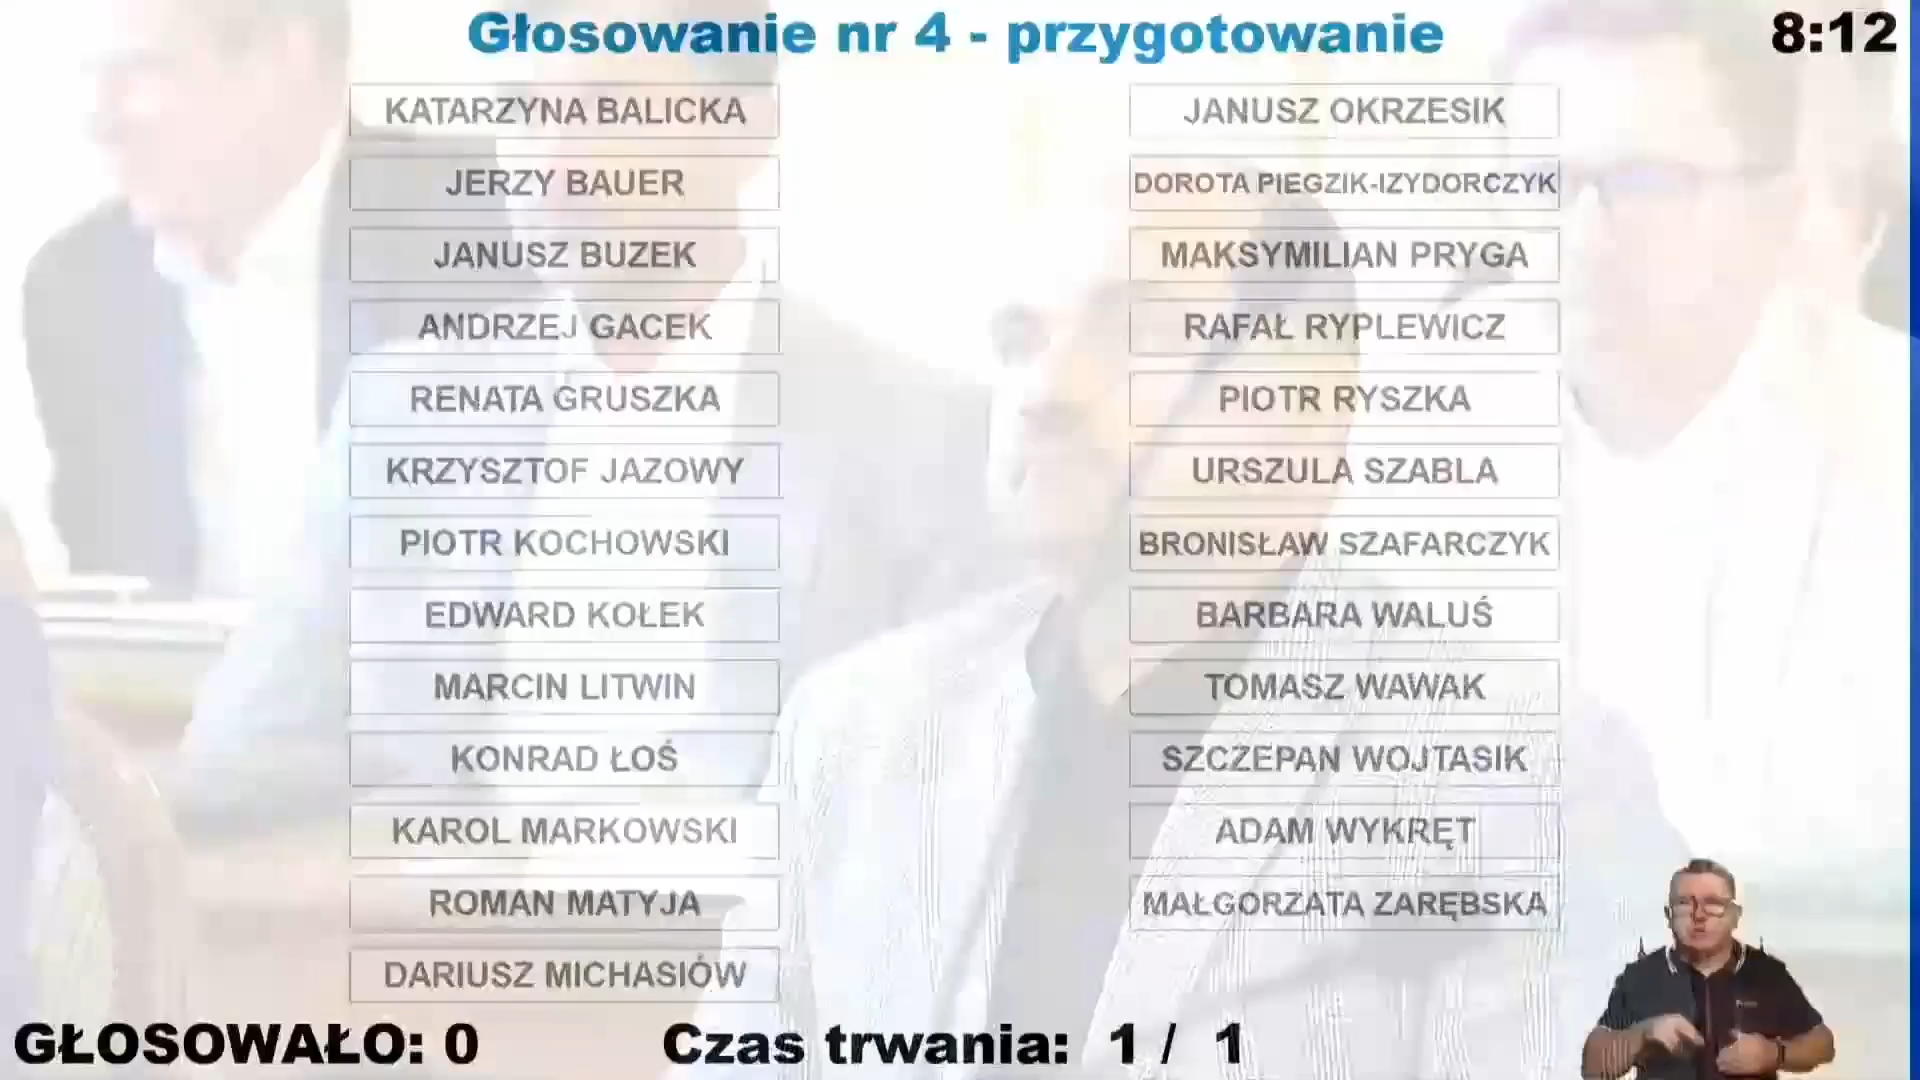 Głosowanie nr 4 - przygotowanie
8:12
KATARZYNA BALICKA
JERZY BAUER
JANUSZ BUZEK
ANDRZEJ GACEK
RENATA GRUSZKA
KRZYSZTOF JAZOWY
PIOTR KOCHOWSKI
EDWARD KOŁEK
MARCIN LITWIN
KONRAD ŁOŚ
KAROL MARKOWSKI
ROMAN MATYJA
DARIUSZ MICHASIÓW
JANUSZ OKRZESIK
DOROTA PIEGZIK-IZYDORCZYK
MAKSYMILIAN PRYGA
RAFAŁ RYPLEWICZ
PIOTR RYSZKA
URSZULA SZABLA
BRONISŁAW SZAFARCZYK
BARBARA WALUŚ
TOMASZ WAWAK
SZCZEPAN WOJTASIK
ADAM WYKRĘT
MAŁGORZATA ZARĘBSKA
GŁOSOWAŁO: 0
Czas trwania: 1 / 1